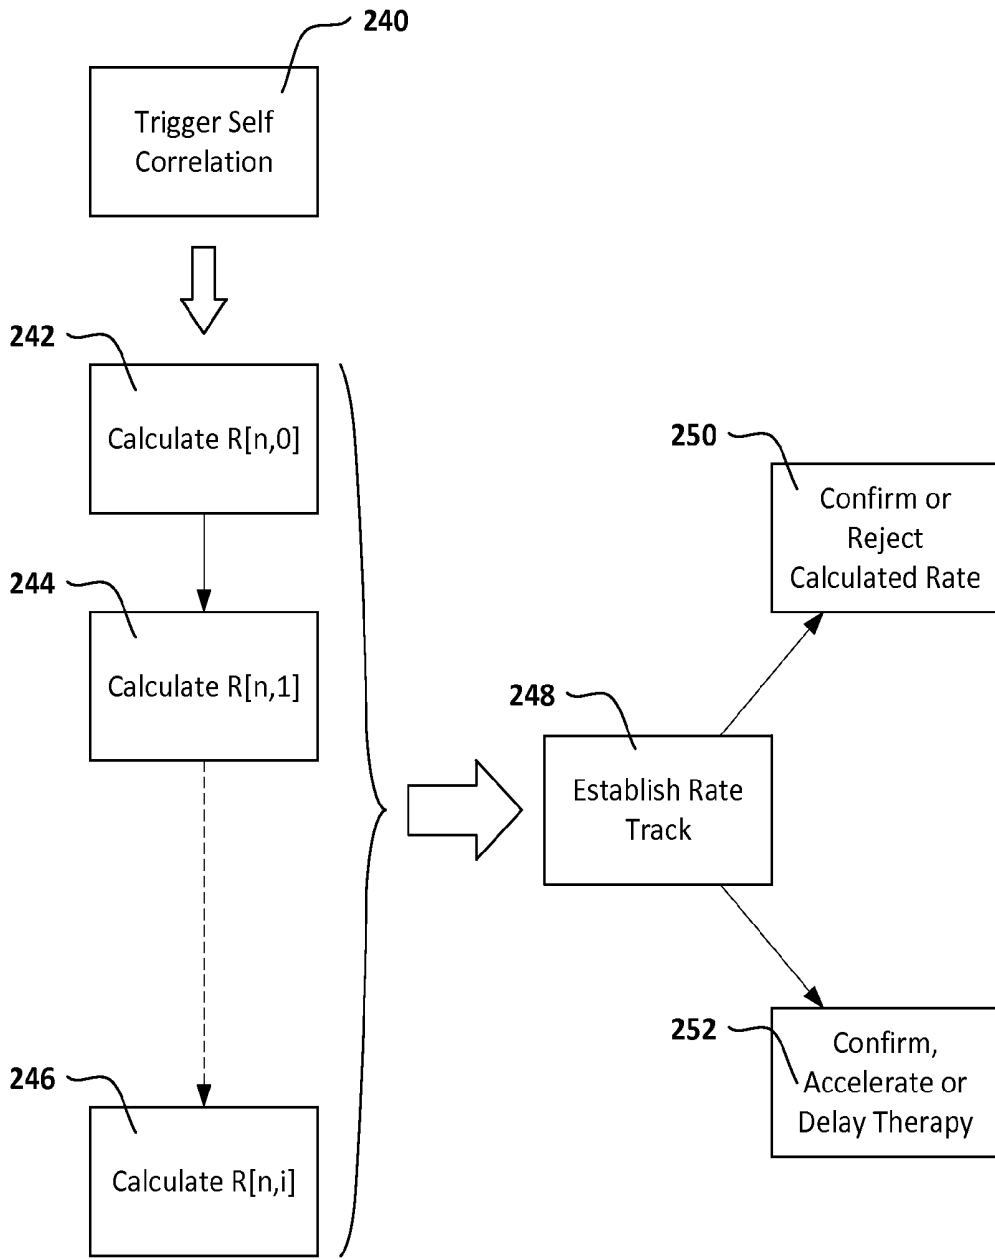 240
Trigger Self
Correlation
242
Calculate R[n,0]
244
Calculate R[n,1]
246
Calculate R[n,i]
248
Establish Rate
Track
250
Confirm or
Reject
Calculated Rate
252
Confirm,
Accelerate or
Delay Therapy